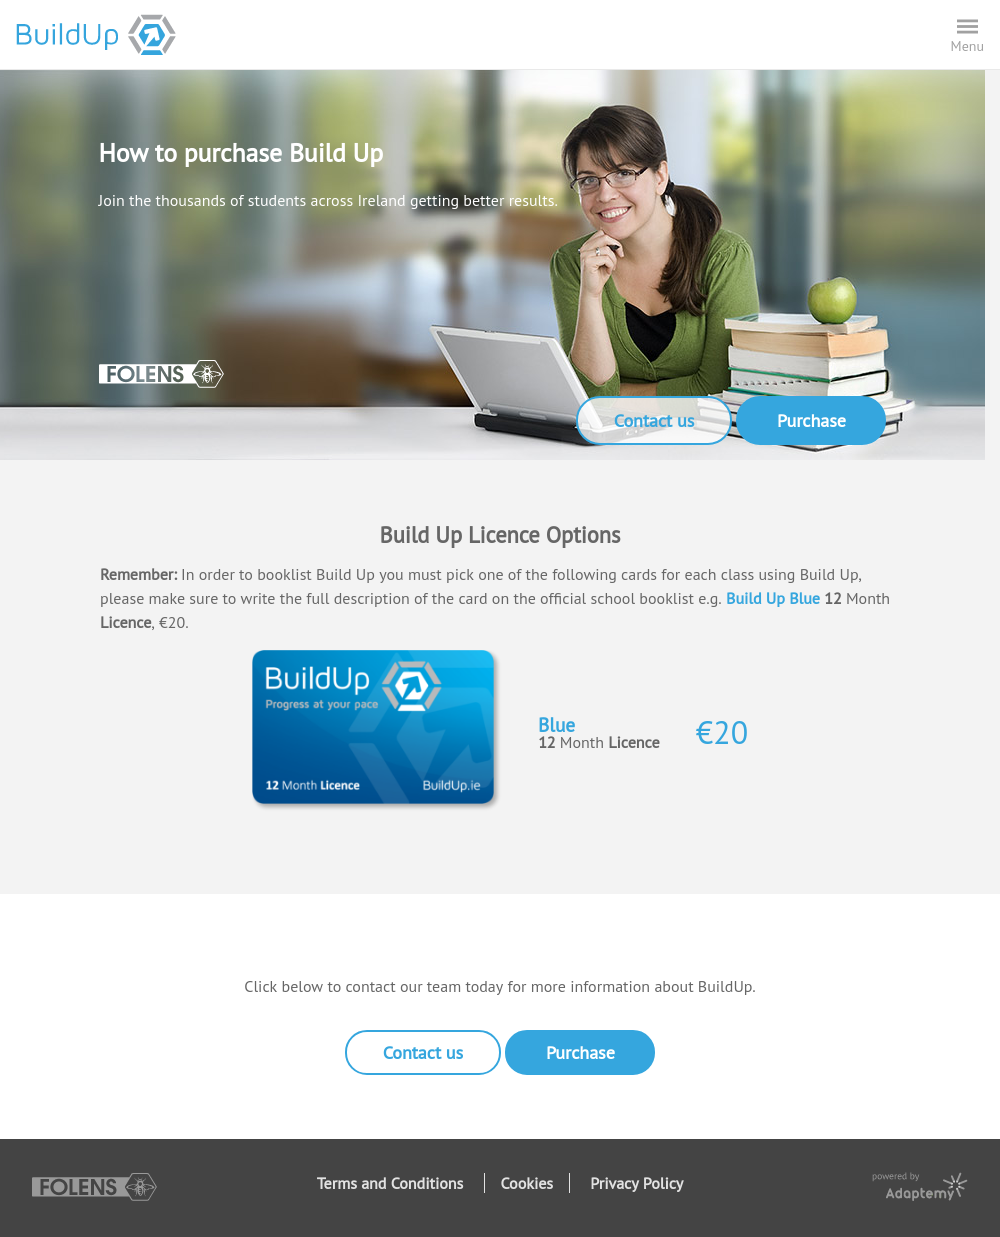 BuildUp
Menu
How to purchase Build Up
Join the thousands of students across Ireland getting better results.
FOLENS
Contact us
Purchase
Build Up Licence Options
Remember: In order to booklist Build Up you must pick one of the following cards for each class using Build Up,
please make sure to write the full description of the card on the official school booklist e.g. Build Up Blue 12 Month
Licence, €20.
BuildUp
Progress at your pace
12 Month Licence
BuildUp.ie
Blue
12 Month Licence
€20
Click below to contact our team today for more information about BuildUp.
Contact us
Purchase
FOLENS
Terms and Conditions
Cookies
Privacy Policy
powered by
Adaptemy